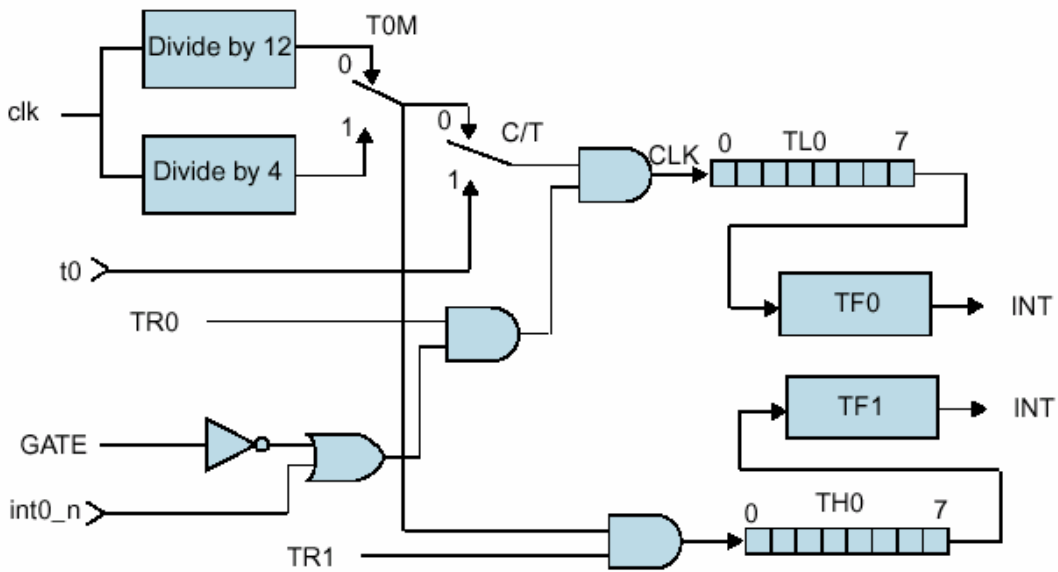 T0M
Divide by 12
0
clk
1
0
C/T
Divide by 4
1
CLK
0 TL0 7
t0
TR0
TF0 INT
TF1 INT
GATE
int0_n
0 TH0 7
TR1